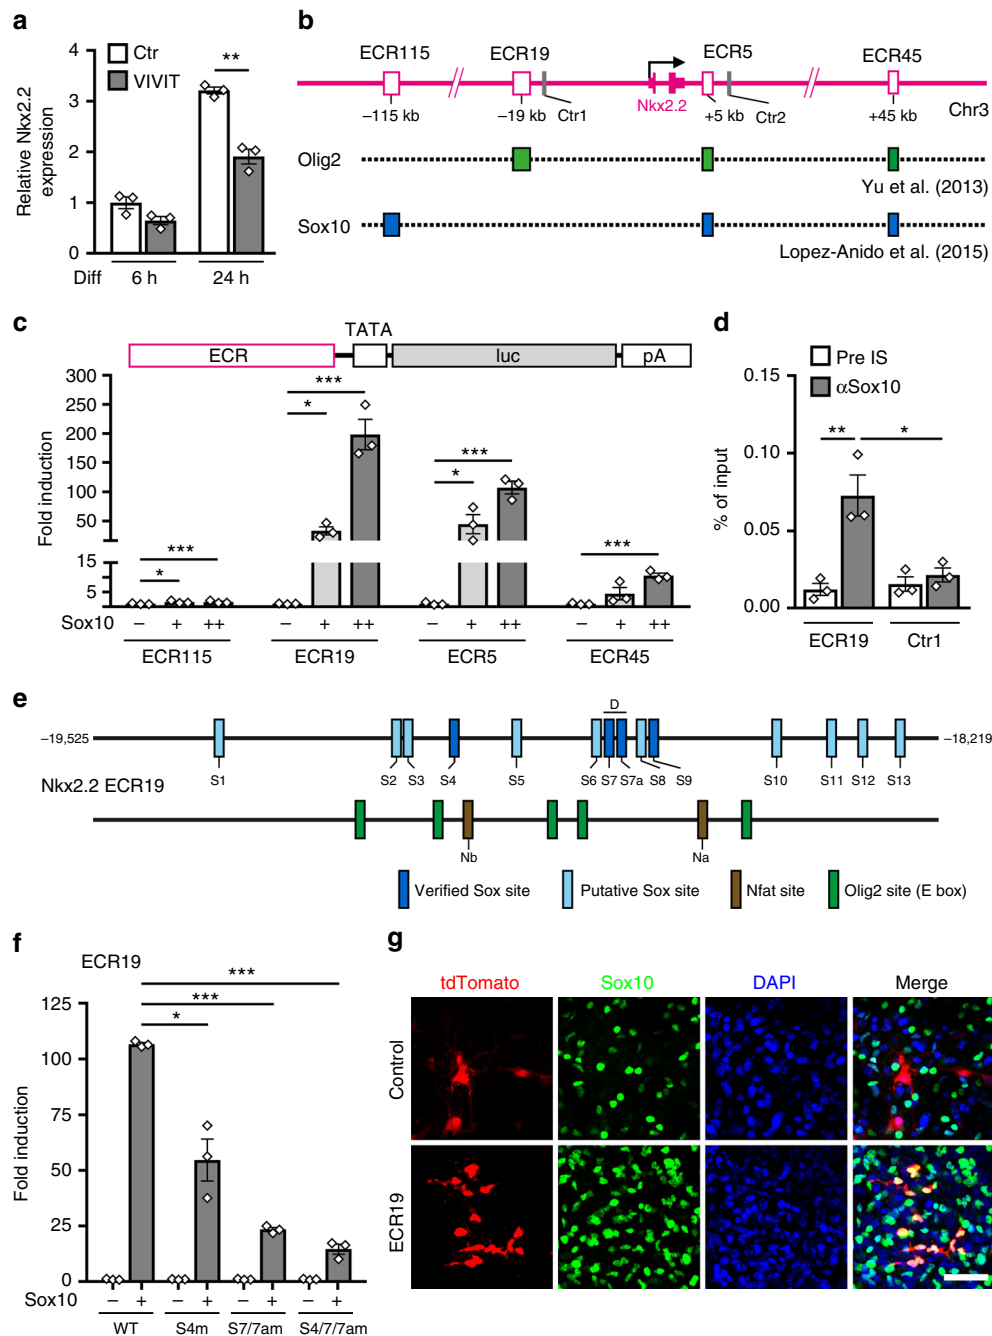 a
Ctr
VIVIT
**
Relative Nkx2.2
expression
4
3
2
1
0
Diff 6 h 24 h
b
ECR115 ECR19 ECR5 ECR45
Nkx2.2
Chr3
–115 kb –19 kb Ctr1 +5 kb Ctr2 +45 kb
Olig2
Yu et al. (2013)
Sox10
Lopez-Anido et al. (2015)
c
TATA
ECR luc pA
Fold induction
300
250
200
150
100
50
15
5
*** * *** * *** * ***
Sox10 – + ++ – + ++ – + ++ – + ++
ECR115 ECR19 ECR5 ECR45
d
Pre IS
αSox10
** *
% of input
0.15
0.10
0.05
0.00
ECR19 Ctr1
e
D
–19,525 –18,219
S1 S2 S3 S4 S5 S6 S7 S7a S8 S9 S10 S11 S12 S13
Nkx2.2 ECR19
Nb Na
Verified Sox site Putative Sox site Nfat site Olig2 site (E box)
f
ECR19
***
***
*
Fold induction
125
100
75
50
25
0
Sox10 – + – + – + – +
WT S4m S7/7am S4/7/7am
g
tdTomato Sox10 DAPI Merge
Control
ECR19